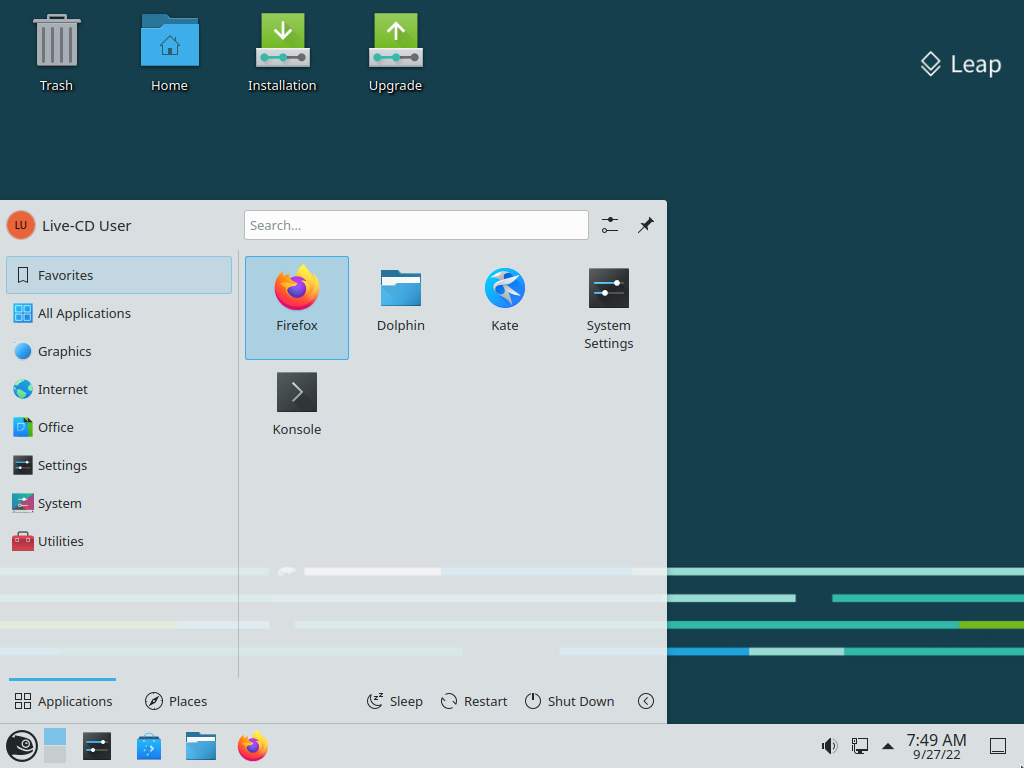 Trash
Home
Installation
Upgrade
Leap
LU
Live-CD User
Search...
Favorites
All Applications
Graphics
Internet
Office
Settings
System
Utilities
Firefox
Dolphin
Kate
System
Settings
Konsole
Applications
Places
Sleep
Restart
Shut Down
7:49 AM
9/27/22